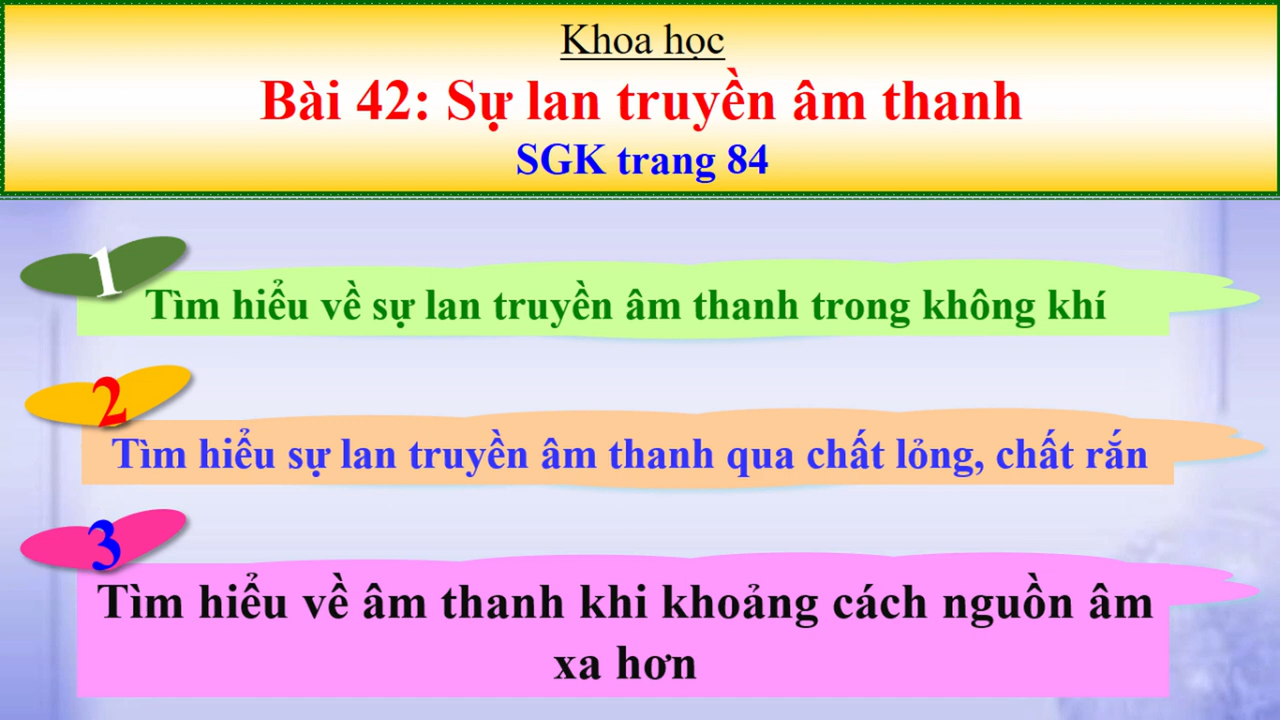 Khoa học
Bài 42: Sự lan truyền âm thanh
SGK trang 84
1
Tìm hiểu về sự lan truyền âm thanh trong không khí
2
Tìm hiểu sự lan truyền âm thanh qua chất lỏng, chất rắn
3
Tìm hiểu về âm thanh khi khoảng cách nguồn âm
xa hơn